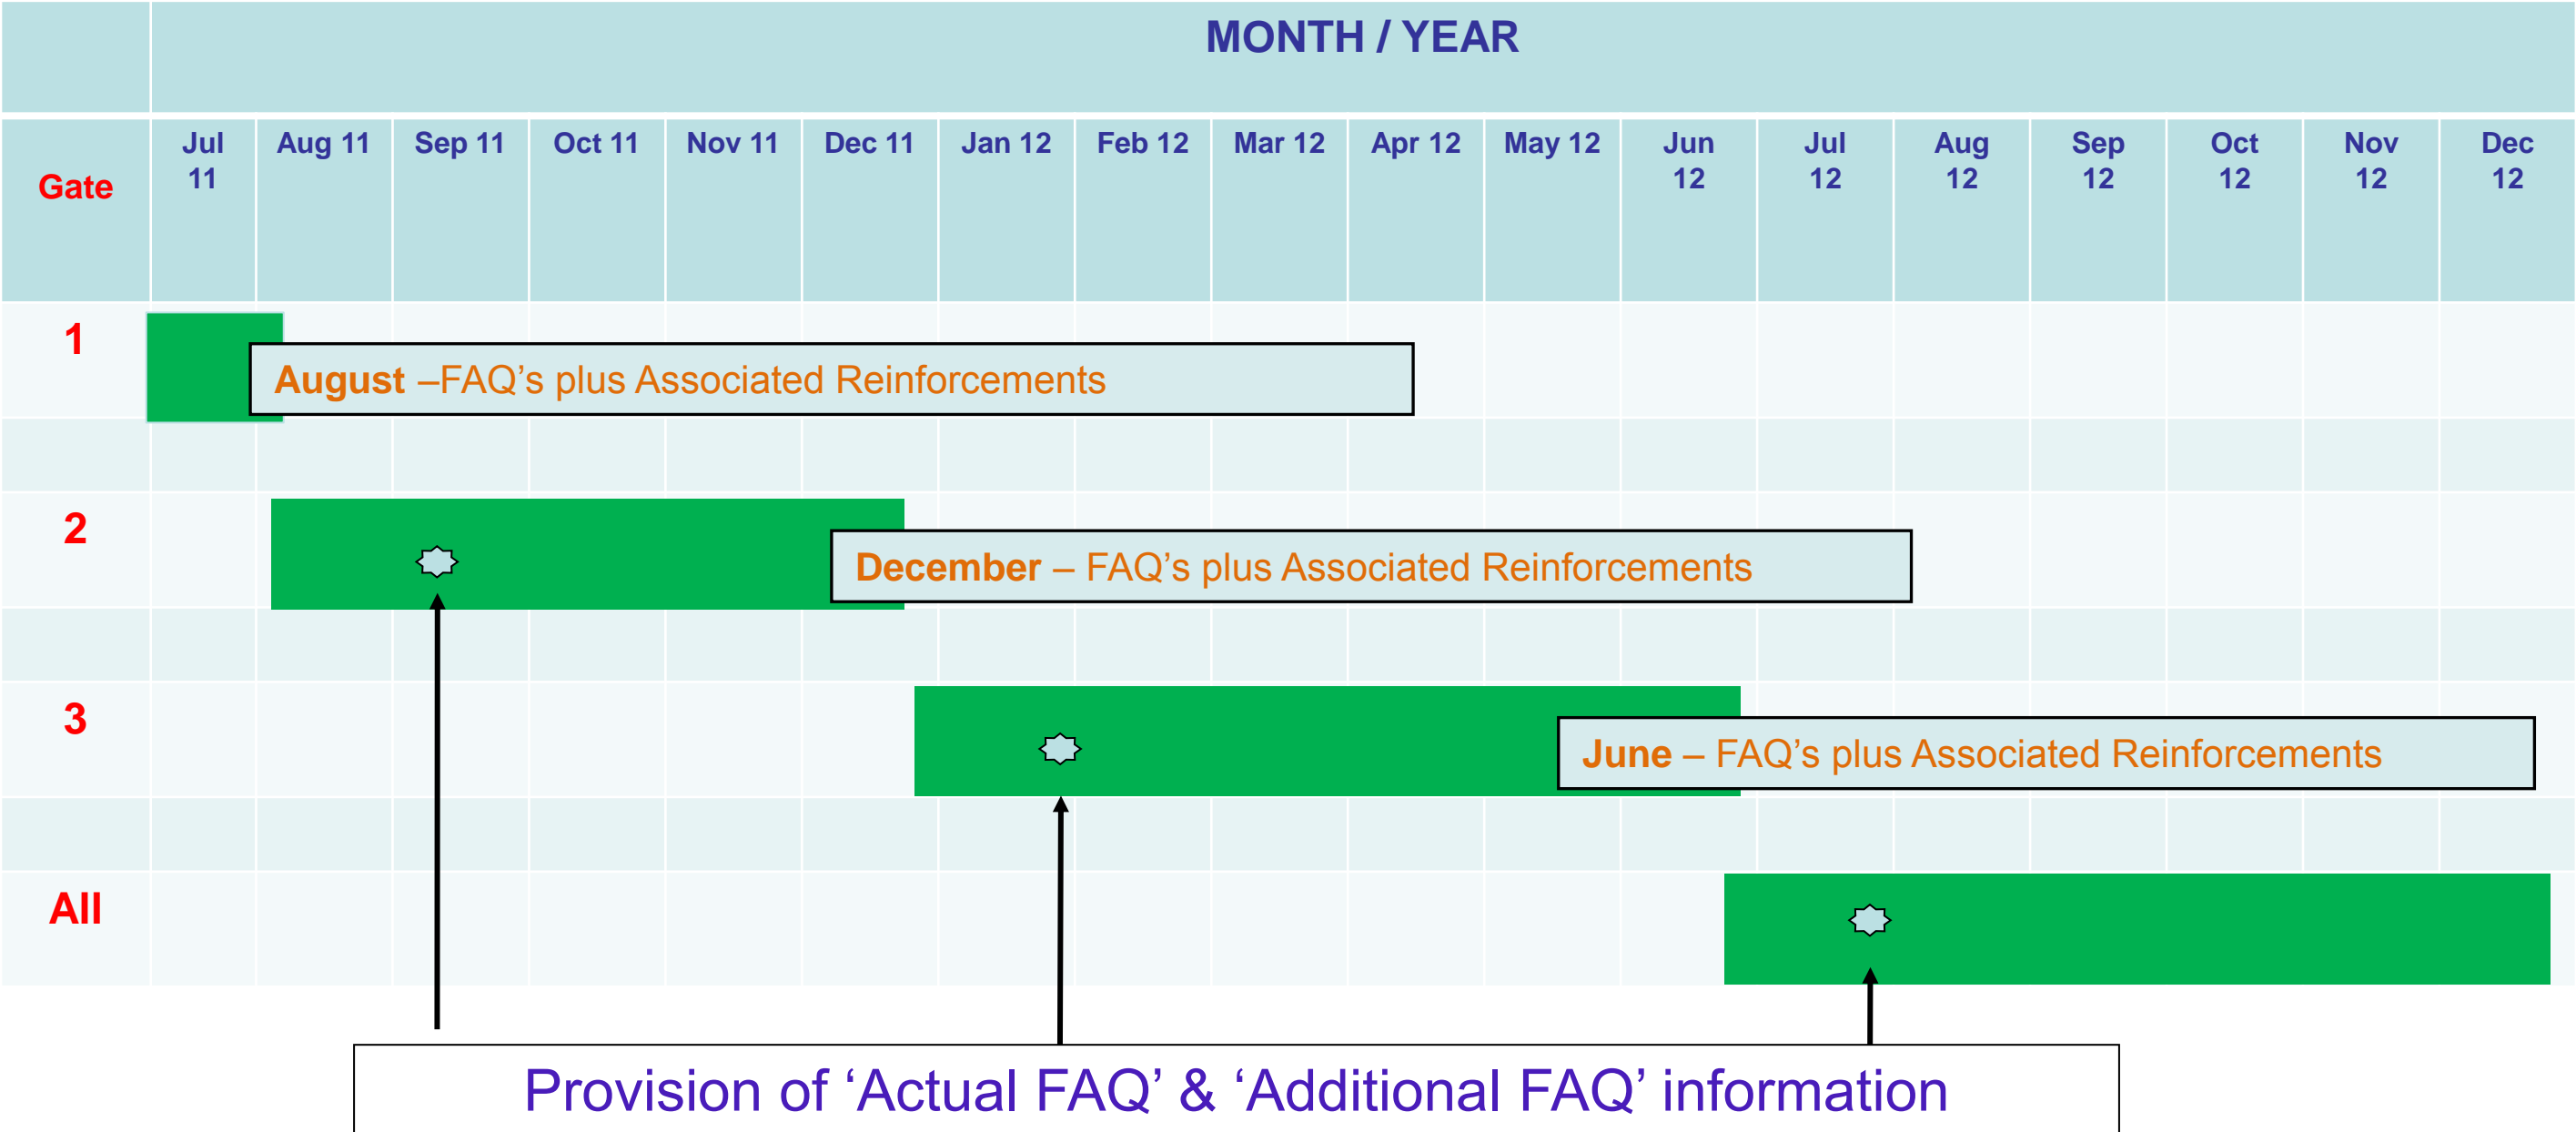 MONTH / YEAR
Gate
Jul
11
Aug 11
Sep 11
Oct 11
Nov 11
Dec 11
Jan 12
Feb 12
Mar 12
Apr 12
May 12
Jun
12
Jul
12
Aug
12
Sep
12
Oct
12
Nov
12
Dec
12
1
August –FAQ’s plus Associated Reinforcements
2
December – FAQ’s plus Associated Reinforcements
3
June – FAQ’s plus Associated Reinforcements
All
Provision of ‘Actual FAQ’ & ‘Additional FAQ’ information